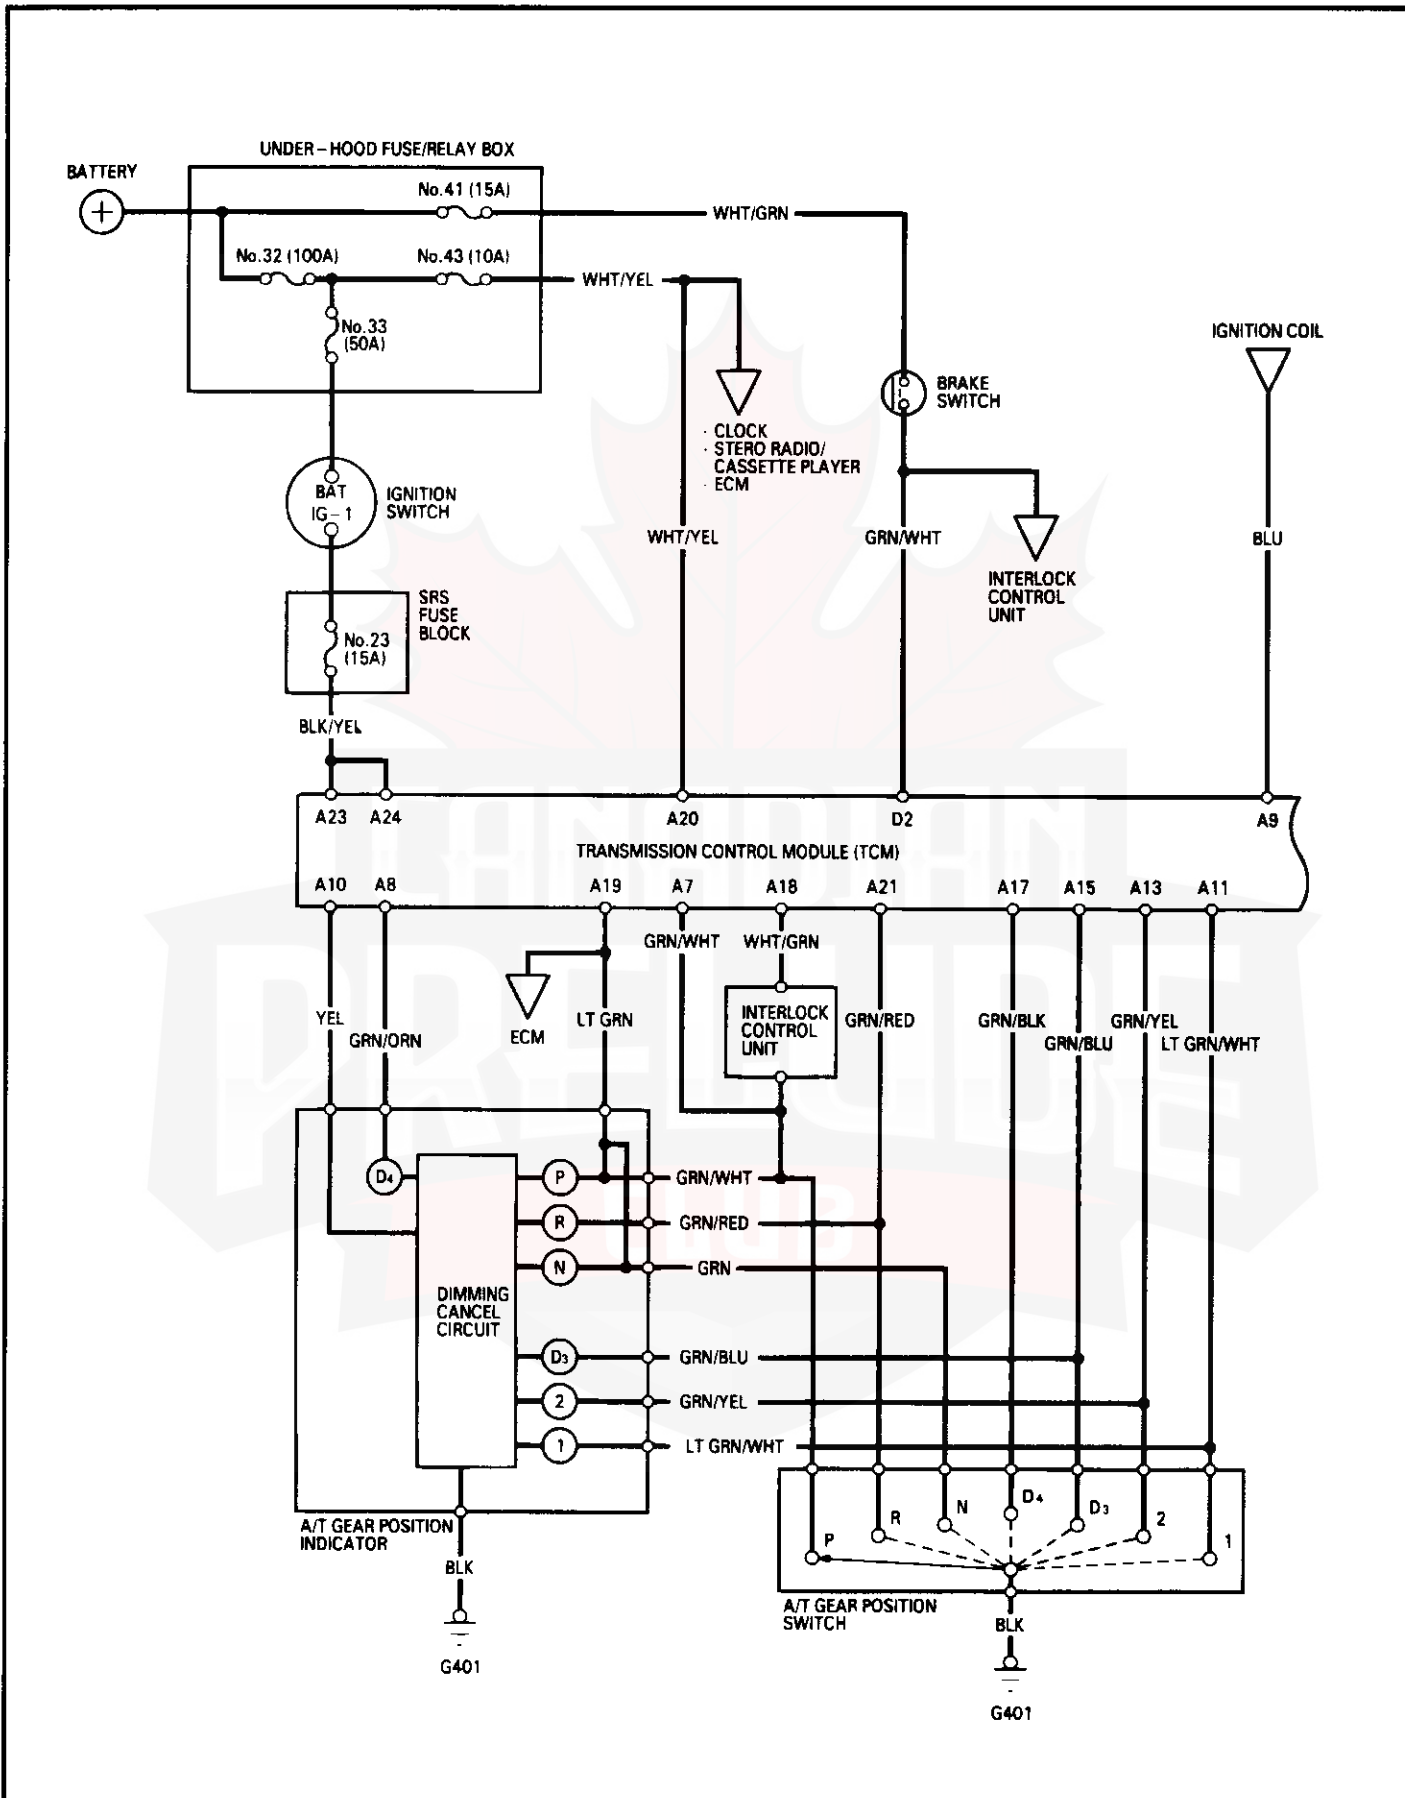 UNDER-HOOD FUSE/RELAY BOX
BATTERY
+
No.41 (15A)
WHT/GRN
No.32 (100A)
No.43 (10A)
WHT/YEL
No.33
(50A)
IGNITION COIL
BRAKE
SWITCH
· CLOCK
· STERO RADIO/
CASSETTE PLAYER
· ECM
BAT
IG-1
IGNITION
SWITCH
WHT/YEL
GRN/WHT
BLU
INTERLOCK
CONTROL
UNIT
SRS
FUSE
BLOCK
No.23
(15A)
BLK/YEL
A23
A24
A20
D2
A9
TRANSMISSION CONTROL MODULE (TCM)
A10
A8
A19
A7
A18
A21
A17
A15
A13
A11
CANADIAN
PRELUDE
CLUB
GRN/WHT
WHT/GRN
YEL
GRN/ORN
ECM
LT GRN
INTERLOCK
CONTROL
UNIT
GRN/RED
GRN/BLK
GRN/BLU
GRN/YEL
LT GRN/WHT
D4
P
GRN/WHT
R
GRN/RED
N
GRN
DIMMING
CANCEL
CIRCUIT
D3
GRN/BLU
2
GRN/YEL
1
LT GRN/WHT
A/T GEAR POSITION
INDICATOR
P
R
N
D4
D3
2
1
BLK
A/T GEAR POSITION
SWITCH
BLK
G401
G401